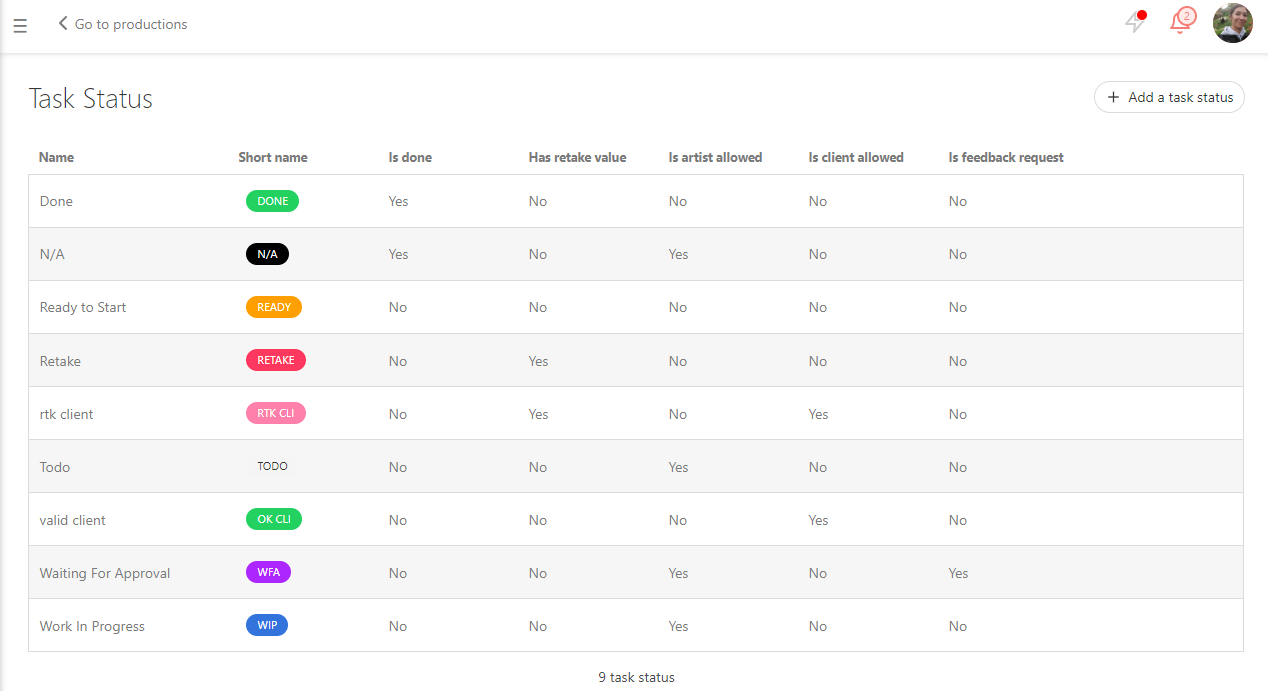 Go to productions
2
Task Status
+ Add a task status
Name Short name Is done Has retake value Is artist allowed Is client allowed Is feedback request
Done DONE Yes No No No No
N/A N/A Yes No Yes No No
Ready to Start READY No No No No No
Retake RETAKE No Yes No No No
rtk client RTK CLI No Yes No Yes No
Todo TODO No No Yes No No
valid client OK CLI No No No Yes No
Waiting For Approval WFA No No Yes No Yes
Work In Progress WIP No No Yes No No
9 task status